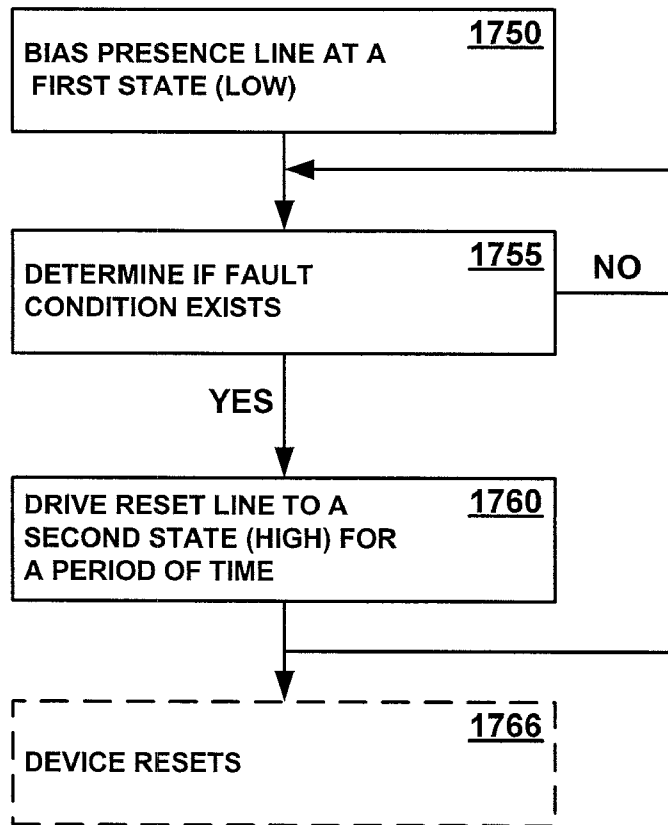 1750
BIAS PRESENCE LINE AT A
FIRST STATE (LOW)
1755
DETERMINE IF FAULT
CONDITION EXISTS
NO
YES
1760
DRIVE RESET LINE TO A
SECOND STATE (HIGH) FOR
A PERIOD OF TIME
1766
DEVICE RESETS